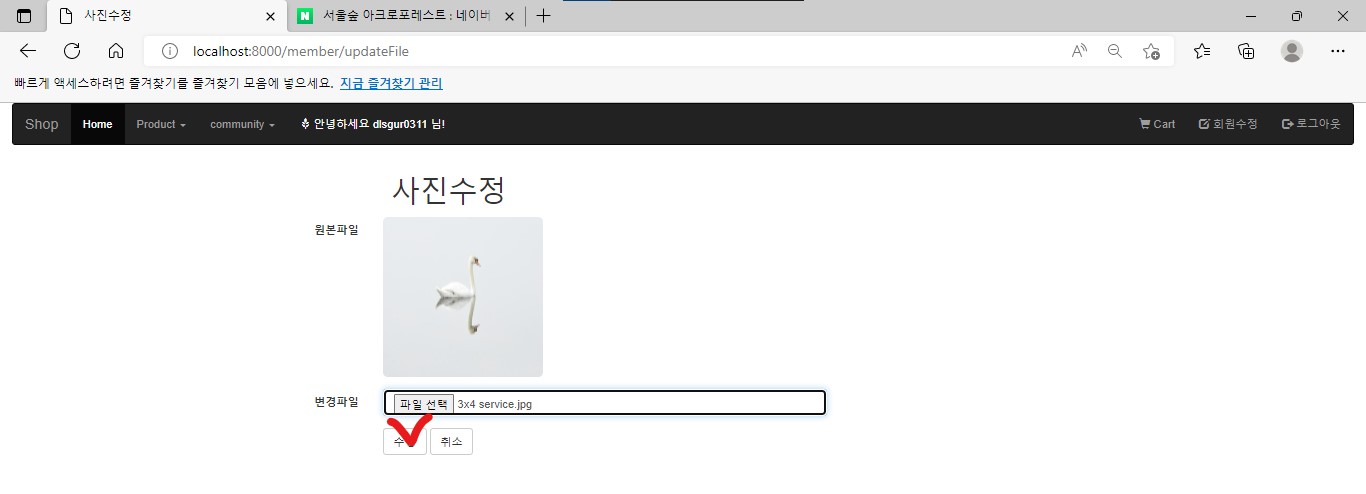 사진수정
N 서울숲 아크로포레스트 : 네이버
localhost:8000/member/updateFile
빠르게 액세스하려면 즐겨찾기를 즐겨찾기 모음에 넣으세요. 지금 즐겨찾기 관리
Shop Home Product community 안녕하세요 dlsgur0311 님! Cart 회원수정 로그아웃
사진수정
원본파일
변경파일 파일 선택 3x4 service.jpg
취소